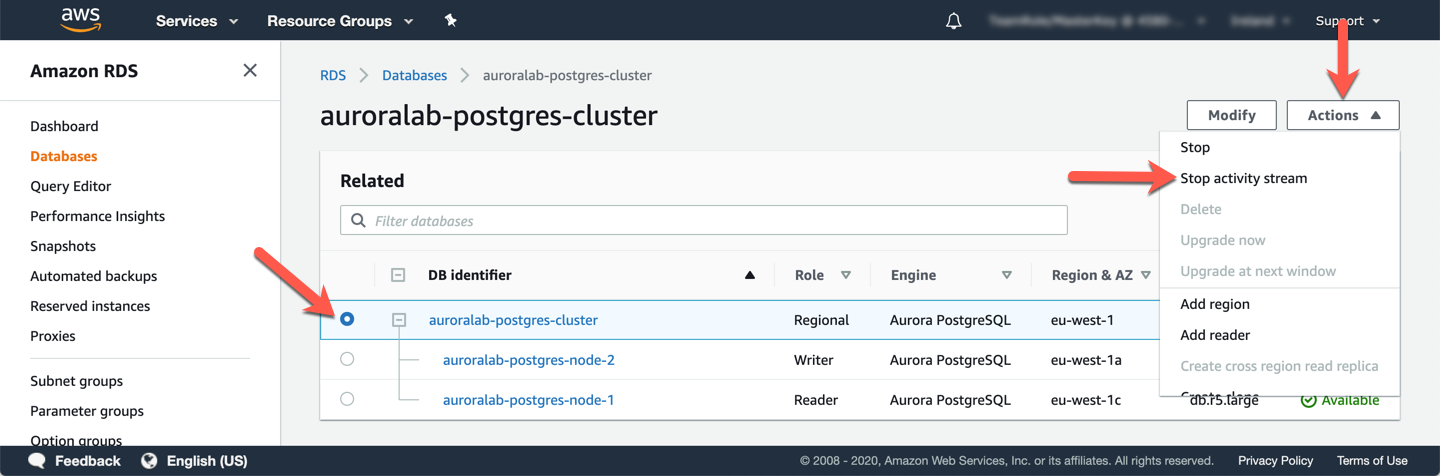 aws
Services
Resource Groups
Support
Amazon RDS
Dashboard
Databases
Query Editor
Performance Insights
Snapshots
Automated backups
Reserved instances
Proxies
Subnet groups
Parameter groups
Option groups
RDS > Databases > auroralab-postgres-cluster
auroralab-postgres-cluster
Modify
Actions
Stop
Stop activity stream
Delete
Upgrade now
Upgrade at next window
Add region
Add reader
Create cross region read replica
Related
Filter databases
DB identifier Role Engine Region & AZ
auroralab-postgres-cluster Regional Aurora PostgreSQL eu-west-1
auroralab-postgres-node-2 Writer Aurora PostgreSQL eu-west-1a
auroralab-postgres-node-1 Reader Aurora PostgreSQL eu-west-1c db.r5.large Available
Feedback English (US) © 2008 - 2020, Amazon Web Services, Inc. or its affiliates. All rights reserved. Privacy Policy Terms of Use